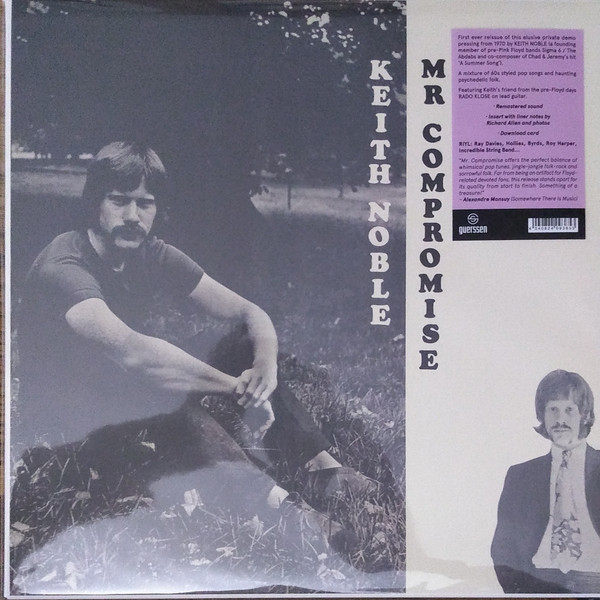 KEITH NOBLE
MR COMPROMISE
First ever reissue of this elusive private demo
pressing from 1970 by KEITH NOBLE (a founding
member of pre-Pink Floyd bands Sigma 6 / The
Abdabs and co-composer of Chad & Jeremy's hit
"A Summer Song").
A mixture of 60s styled pop songs and haunting
psychedelic folk.
Featuring Keith's friend from the pre-Floyd days
RADO KLOSE on lead guitar.
· Remastered sound
· Insert with liner notes by
Richard Allen and photos
· Download card
RIYL: Ray Davies, Hollies, Byrds, Roy Harper,
Incredible String Band...
"Mr. Compromise offers the perfect balance of
whimsical pop tunes, jingle-jangle folk-rock and
sorrowful folk. Far from being an artifact for Floyd-
related devoted fans, this release stands apart for
its quality from start to finish. Something of a
treasure!"
- Alexandre Mansuy (Somewhere There Is Music)
guerssen